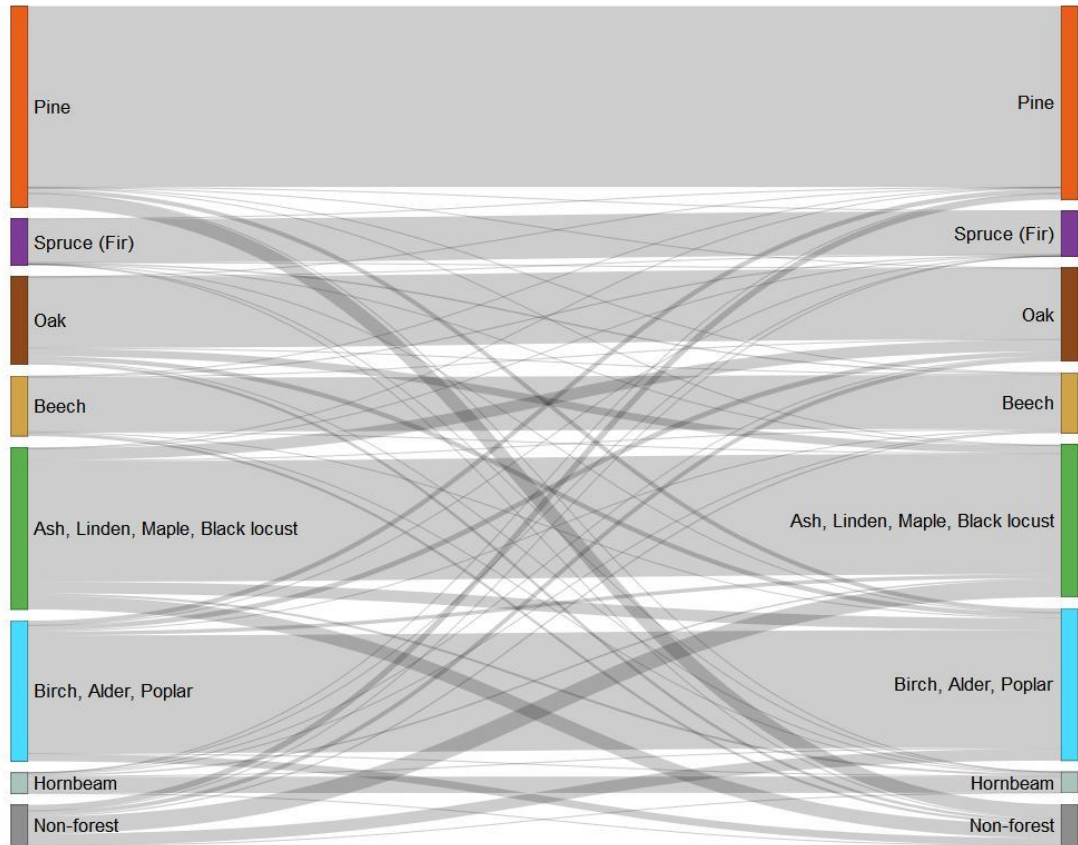 Pine
Pine
Spruce (Fir)
Spruce (Fir)
Oak
Oak
Beech
Beech
Ash, Linden, Maple, Black locust
Ash, Linden, Maple, Black locust
Birch, Alder, Poplar
Birch, Alder, Poplar
Hornbeam
Hornbeam
Non-forest
Non-forest